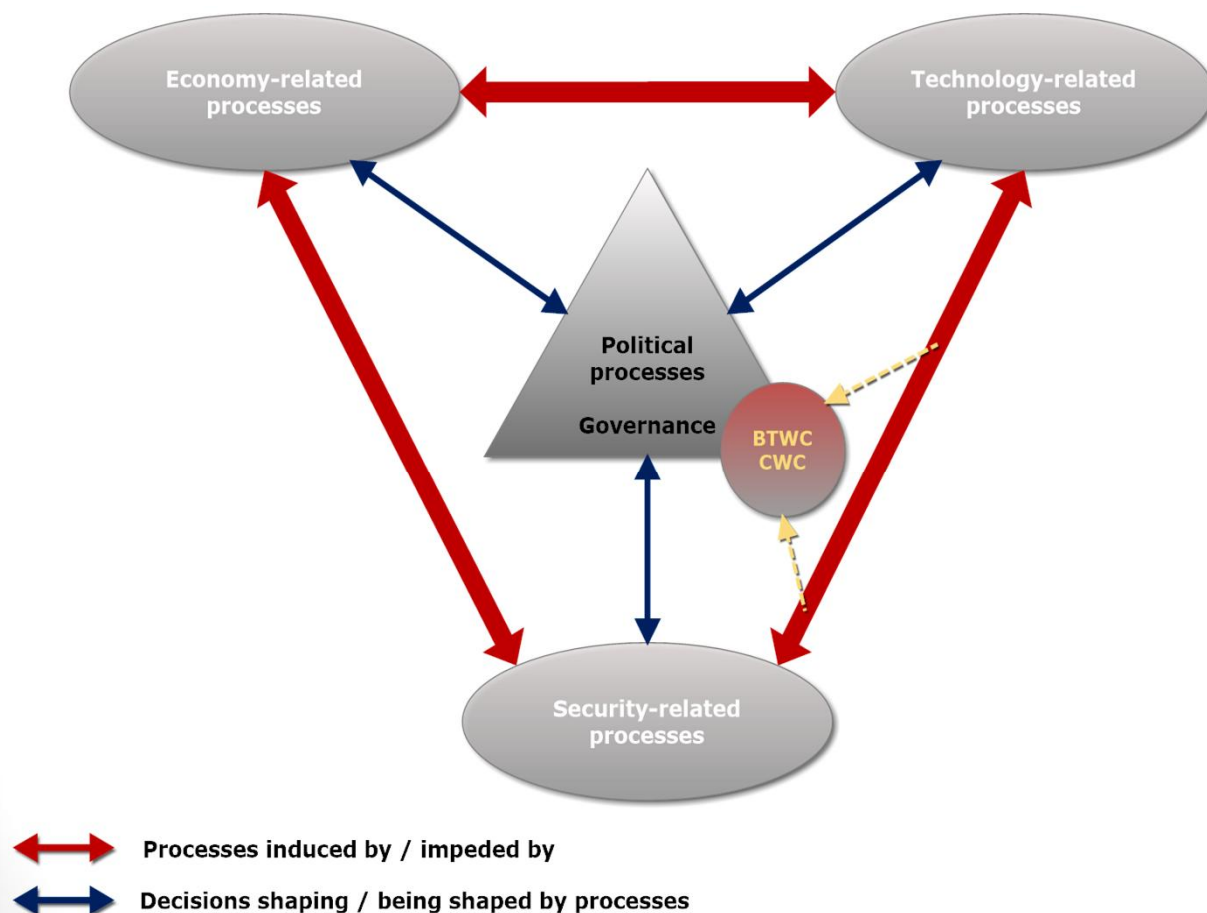 Economy-related
processes
Technology-related
processes
Political
processes
Governance
BTWC
CWC
Security-related
processes
Processes induced by / impeded by
Decisions shaping / being shaped by processes